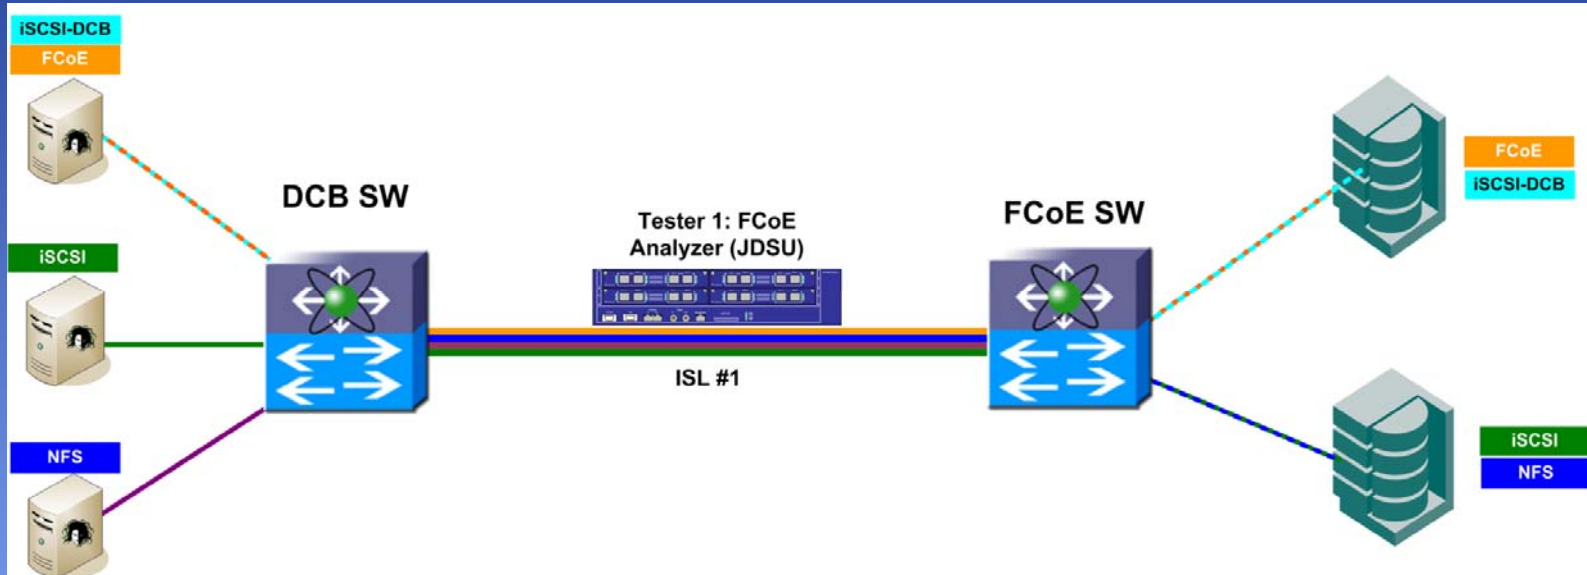 iSCSI-DCB
FCoE
iSCSI
NFS
DCB SW
Tester 1: FCoE
Analyzer (JDSU)
ISL #1
FCoE SW
FCoE
iSCSI-DCB
iSCSI
NFS